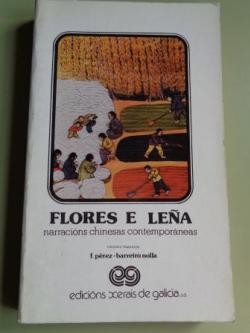 FLORES E LEÑA
narracións chinesas contemporáneas
f. pérez-barreiro nolla
edicións xerais de galicia, s.a.